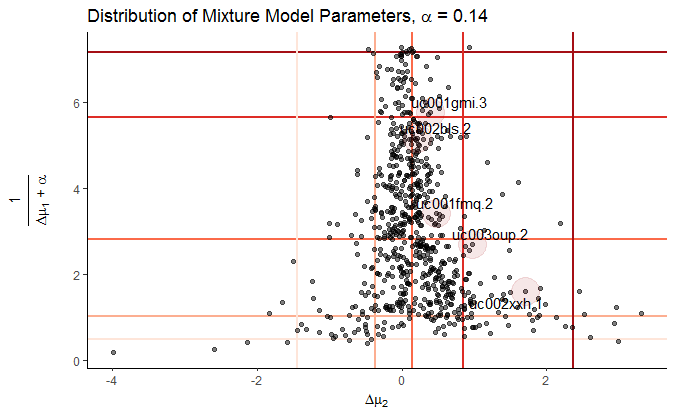 Distribution of Mixture Model Parameters, α = 0.14
6
4
2
0
1
Δμ₁ + α
uc001gmi.3
uc002bls.2
uc001fmq.2
uc003oup.2
uc002xxh.1
-4 -2 0 2
Δμ₂